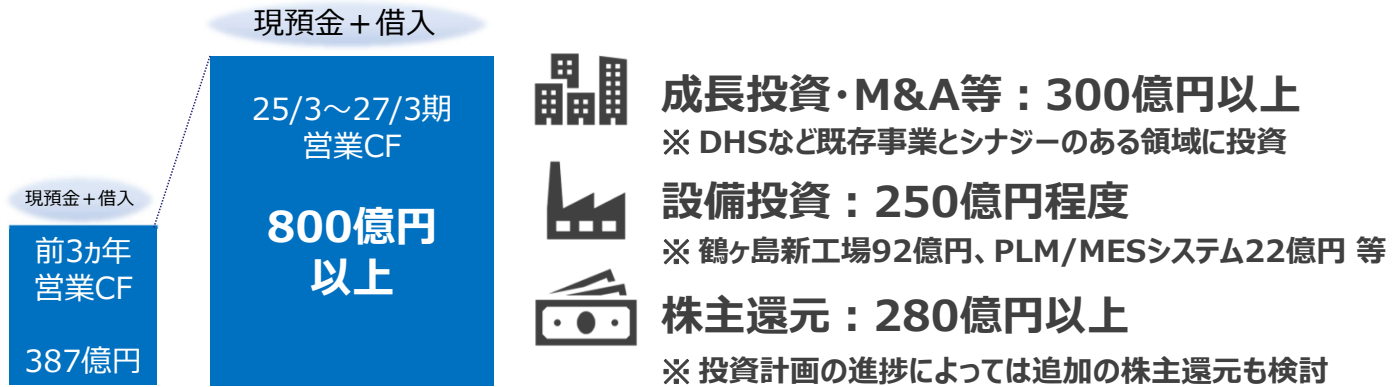 現預金＋借入
前3ヵ年
営業CF
387億円
現預金＋借入
25/3～27/3期
営業CF
800億円
以上
成長投資・M&A等：300億円以上
※ DHSなど既存事業とシナジーのある領域に投資
設備投資：250億円程度
※ 鶴ヶ島新工場92億円、PLM/MESシステム22億円 等
株主還元：280億円以上
※ 投資計画の進捗によっては追加の株主還元も検討